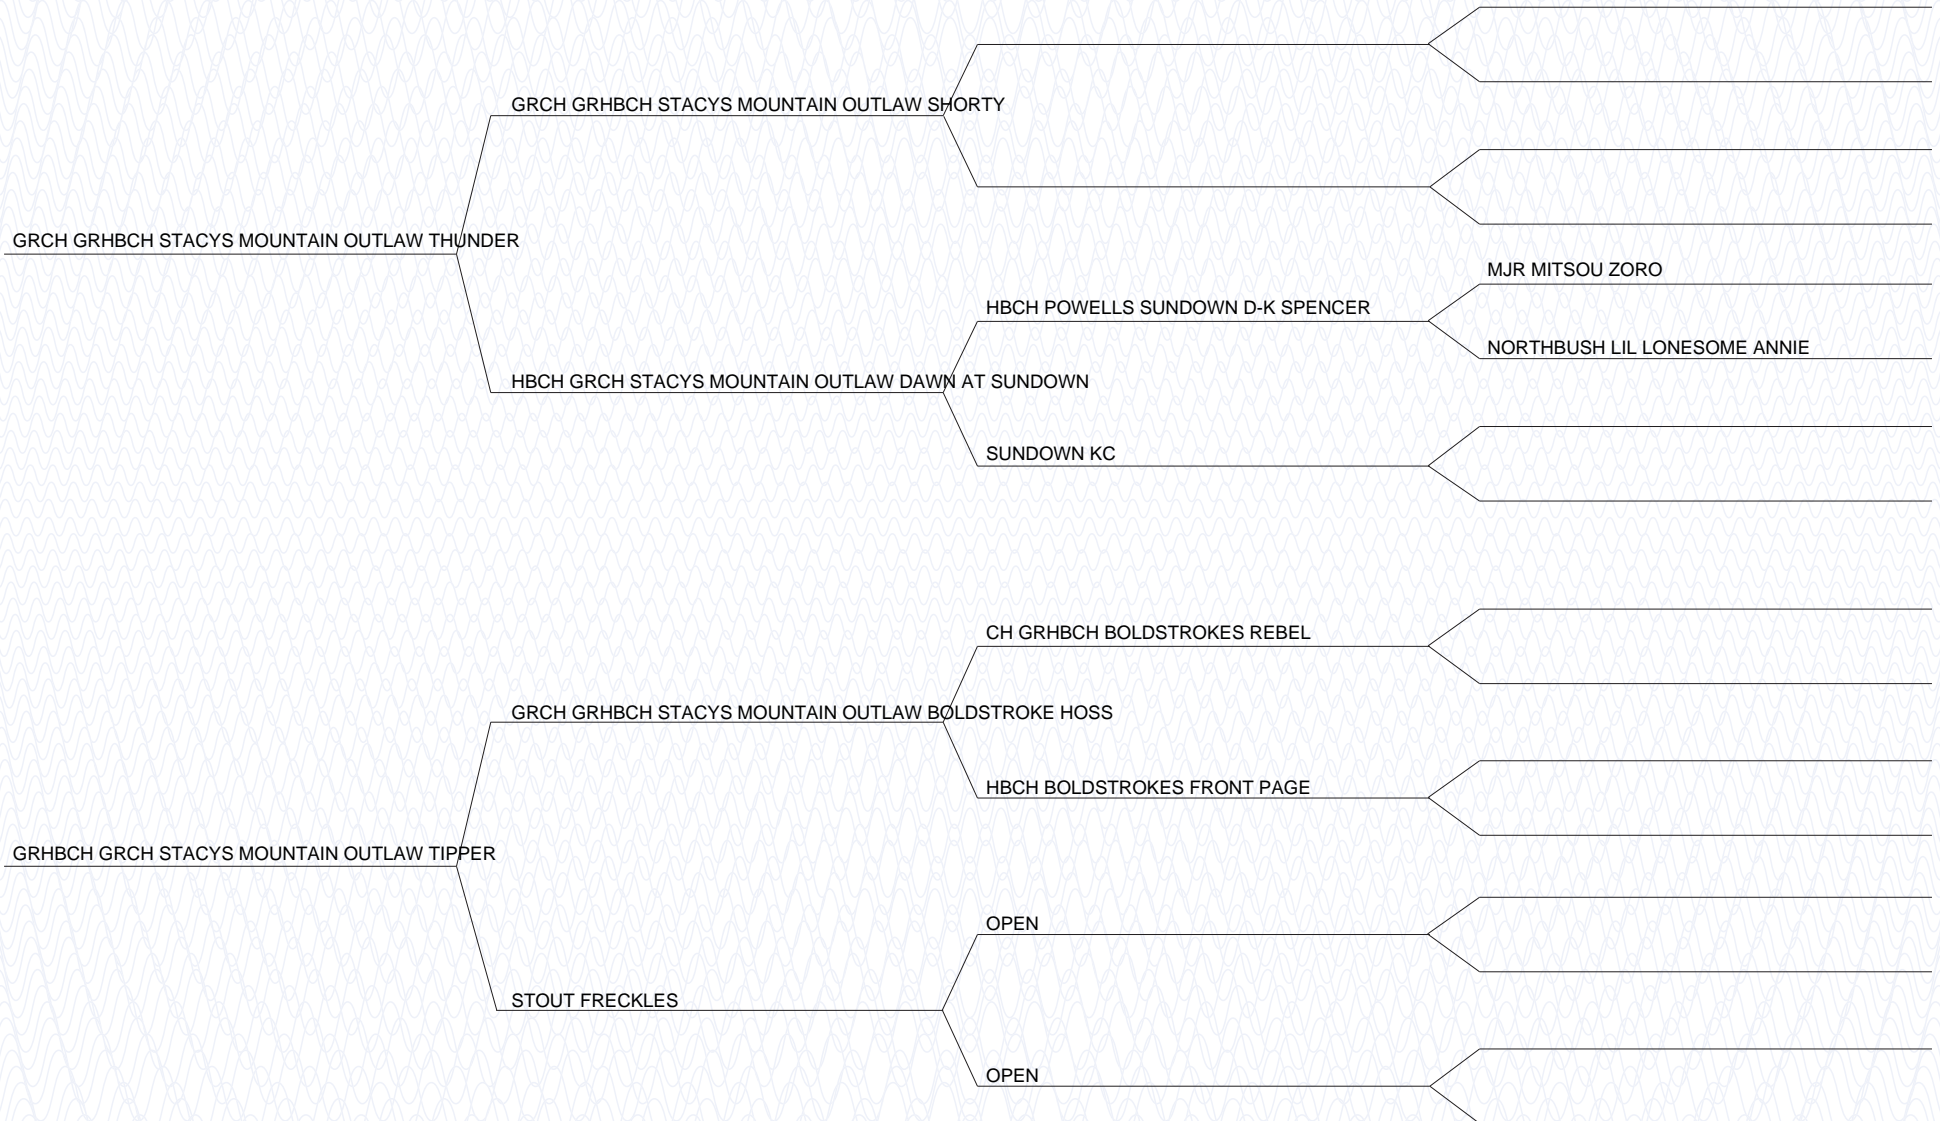 GRCH GRHBCH STACYS MOUNTAIN OUTLAW SHORTY
GRCH GRHBCH STACYS MOUNTAIN OUTLAW THUNDER
MJR MITSOU ZORO
HBCH POWELLS SUNDOWN D-K SPENCER
NORTHBUSH LIL LONESOME ANNIE
HBCH GRCH STACYS MOUNTAIN OUTLAW DAWN AT SUNDOWN
SUNDOWN KC
CH GRHBCH BOLDSTROKES REBEL
GRCH GRHBCH STACYS MOUNTAIN OUTLAW BOLDSTROKE HOSS
HBCH BOLDSTROKES FRONT PAGE
GRHBCH GRCH STACYS MOUNTAIN OUTLAW TIPPER
OPEN
STOUT FRECKLES
OPEN